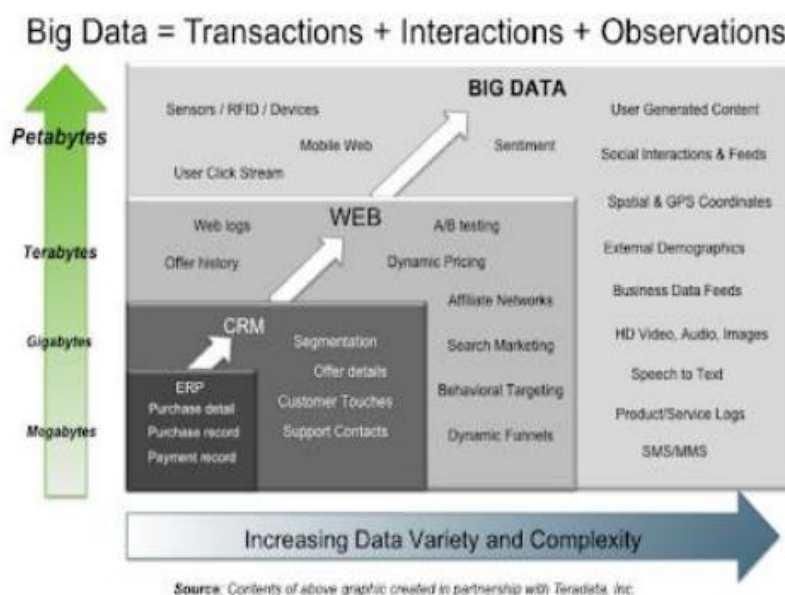 Big Data = Transactions + Interactions + Observations
BIG DATA
Sensors / RFID / Devices
User Generated Content
Petabytes
Mobile Web
Sentiment
Social Interactions & Feeds
User Click Stream
Spatial & GPS Coordinates
WEB
Web logs
A/B testing
Terabytes
External Demographics
Offer history
Dynamic Pricing
Business Data Feeds
Affiliate Networks
CRM
HD Video, Audio, Images
Gigabytes
Segmentation
Search Marketing
Offer details
Speech to Text
ERP
Behavioral Targeting
Purchase detail
Customer Touches
Product/Service Logs
Megabytes
Purchase record
Support Contacts
Dynamic Funnels
SMS/MMS
Payment record
Increasing Data Variety and Complexity
Source: Contents of above graphic created in partnership with Teradata, Inc.